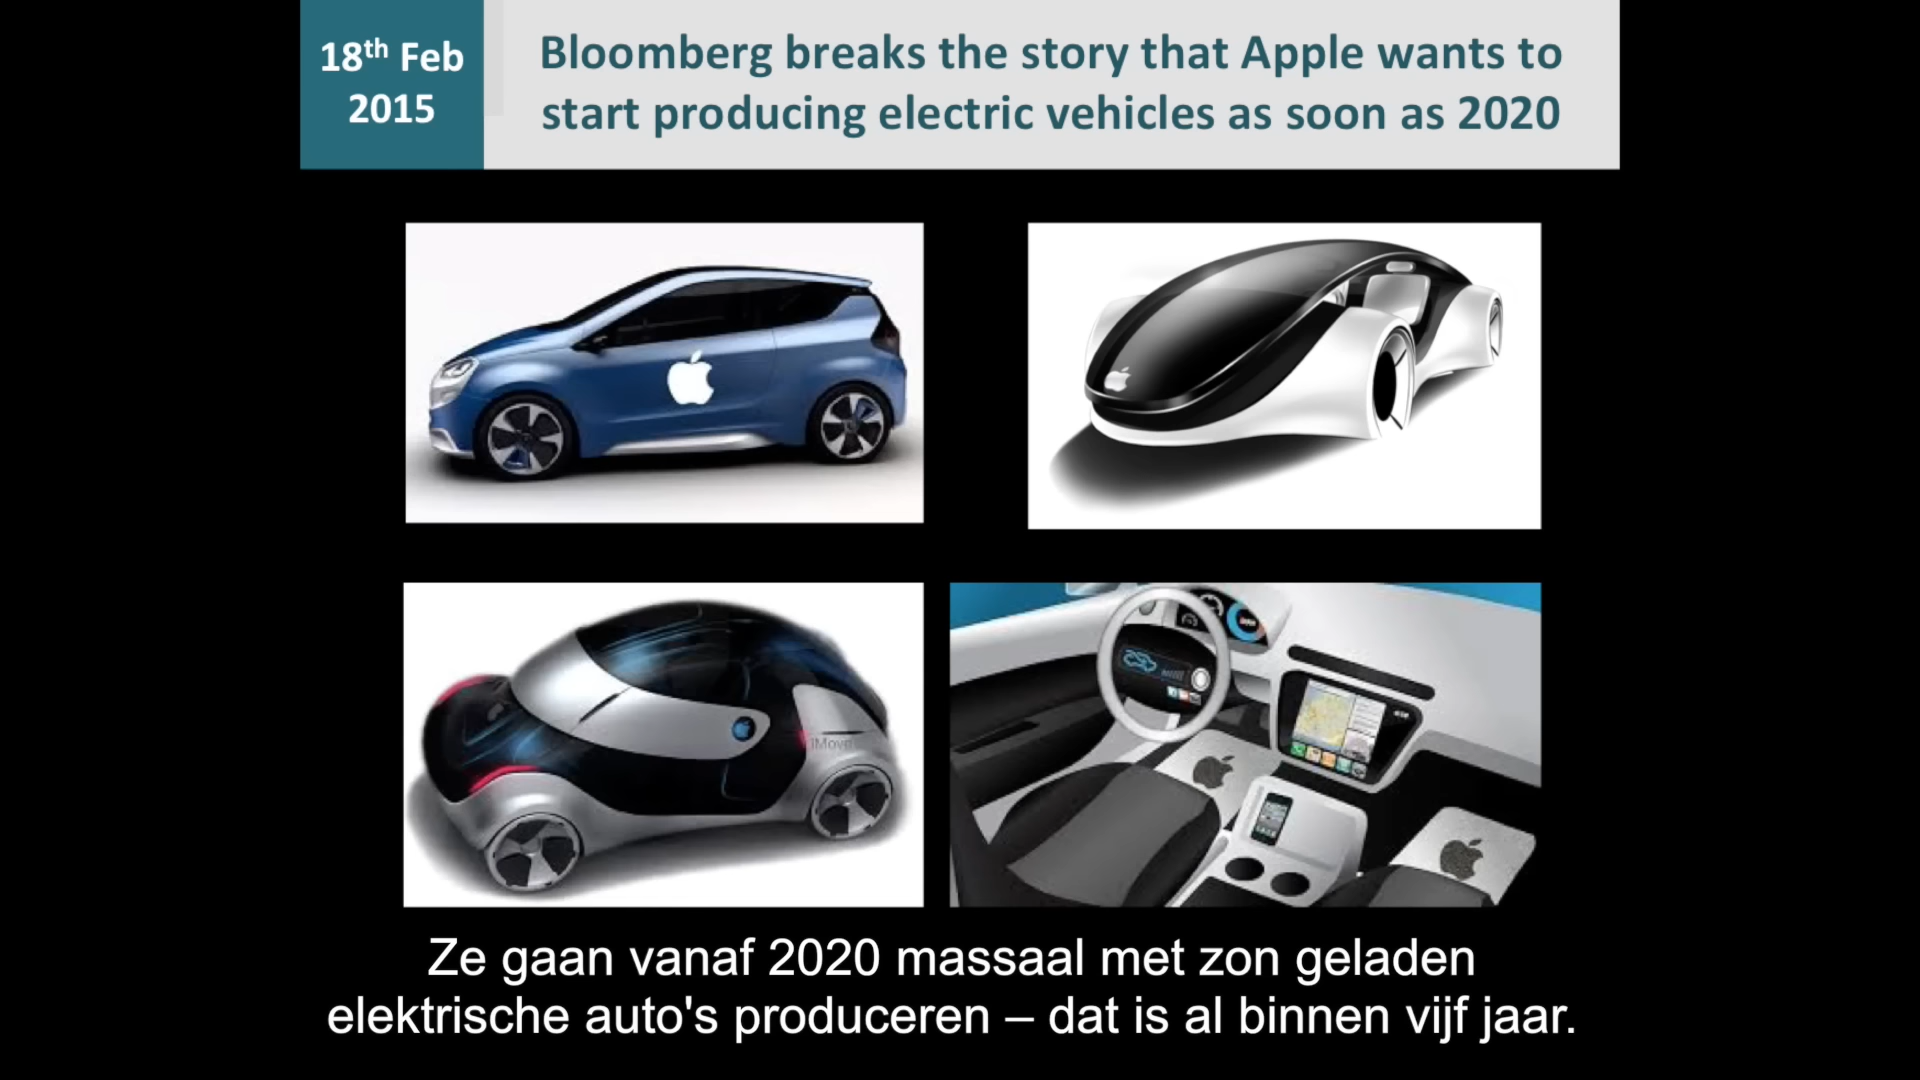 18th Feb
2015
Bloomberg breaks the story that Apple wants to
start producing electric vehicles as soon as 2020
iMove
Ze gaan vanaf 2020 massaal met zon geladen
elektrische auto's produceren – dat is al binnen vijf jaar.